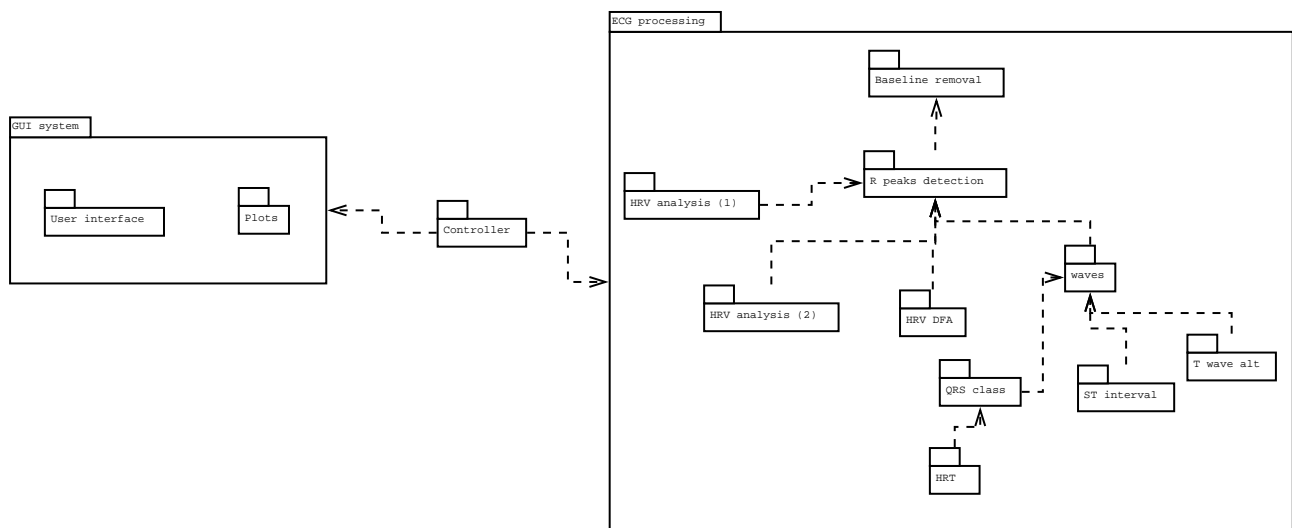 ECG processing
Baseline removal
GUI system
R peaks detection
HRV analysis (1)
User interface
Plots
Controller
waves
HRV analysis (2)
HRV DFA
T wave alt
QRS class
ST interval
HRT